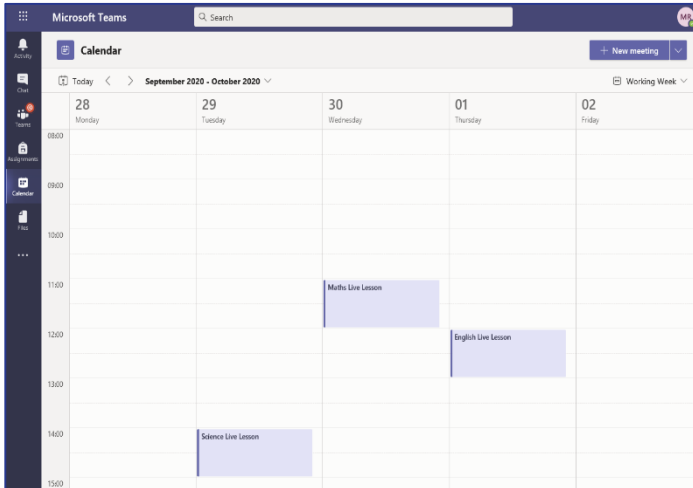 Microsoft Teams
Search
MR
Activity
Chat
Teams
Assignments
Calendar
Files
Calendar
+ New meeting
Today
September 2020 - October 2020
Working Week
28
Monday
29
Tuesday
30
Wednesday
01
Thursday
02
Friday
08:00
09:00
10:00
11:00
Maths Live Lesson
12:00
English Live Lesson
13:00
14:00
Science Live Lesson
15:00